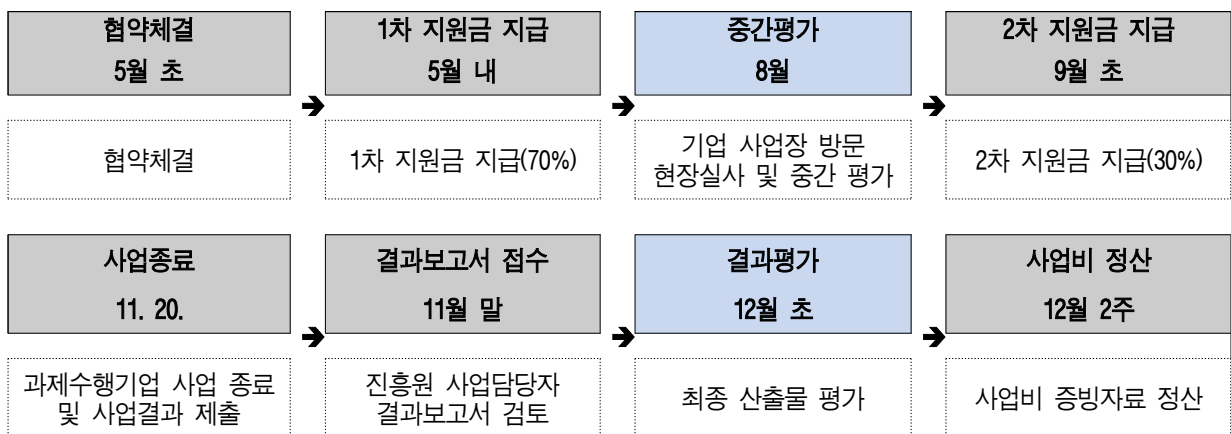 협약체결
5월 초
1차 지원금 지급
5월 내
중간평가
8월
2차 지원금 지급
9월 초
협약체결
1차 지원금 지급(70%)
기업 사업장 방문
현장실사 및 중간 평가
2차 지원금 지급(30%)
사업종료
11. 20.
결과보고서 접수
11월 말
결과평가
12월 초
사업비 정산
12월 2주
과제수행기업 사업 종료
및 사업결과 제출
진흥원 사업담당자
결과보고서 검토
최종 산출물 평가
사업비 증빙자료 정산